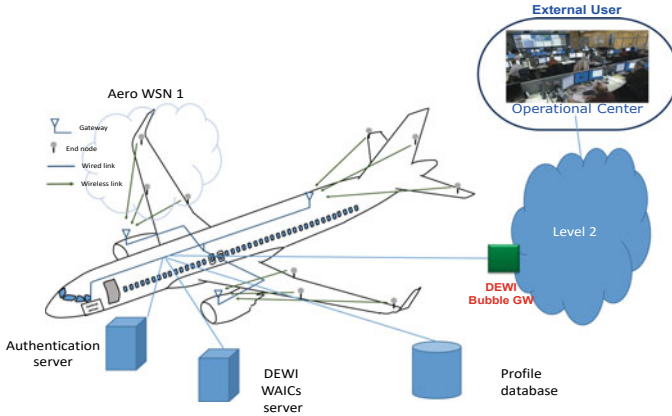 External User
Operational Center
Aero WSN 1
Gateway
End node
Wired link
Wireless link
Level 2
DEWI
Bubble GW
Authentication
server
DEWI
WAICs
server
Profile
database